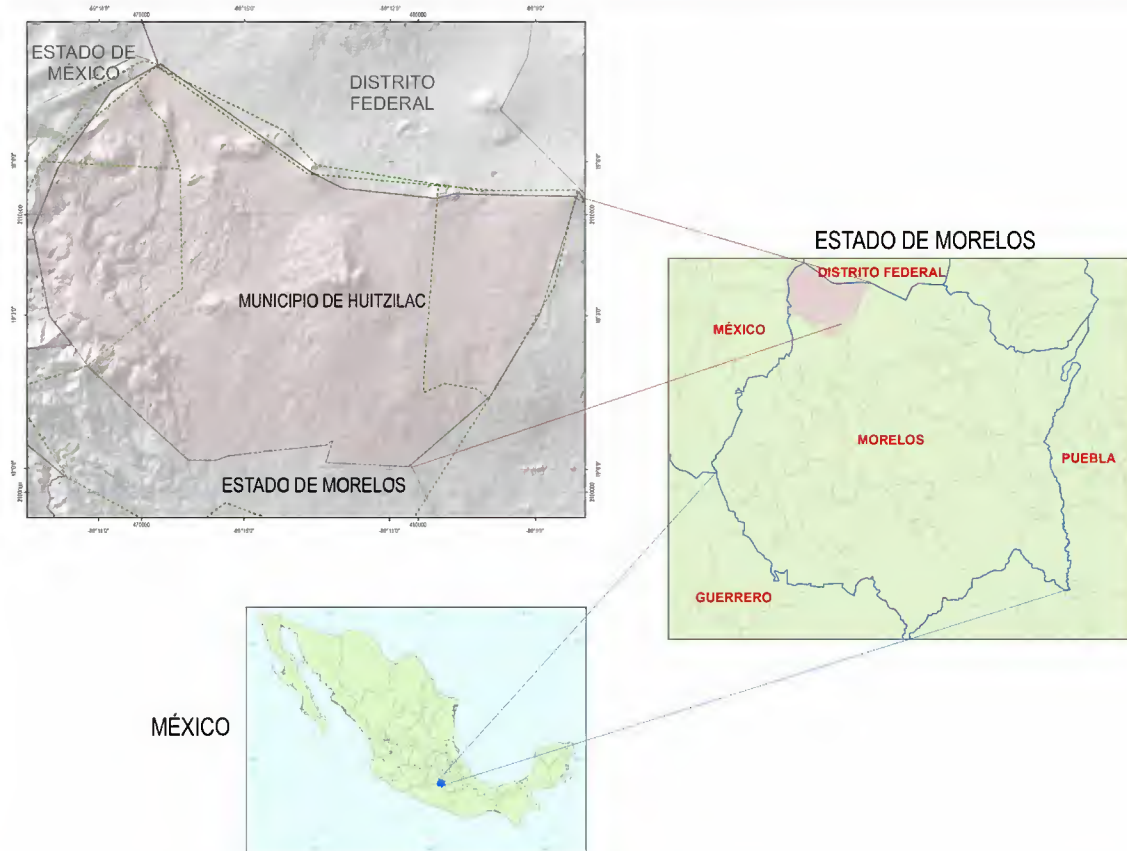 ESTADO DE
MÉXICO
DISTRITO
FEDERAL
MUNICIPIO DE HUITZILAC
ESTADO DE MORELOS
ESTADO DE MORELOS
DISTRITO FEDERAL
MÉXICO
MORELOS
PUEBLA
GUERRERO
MÉXICO